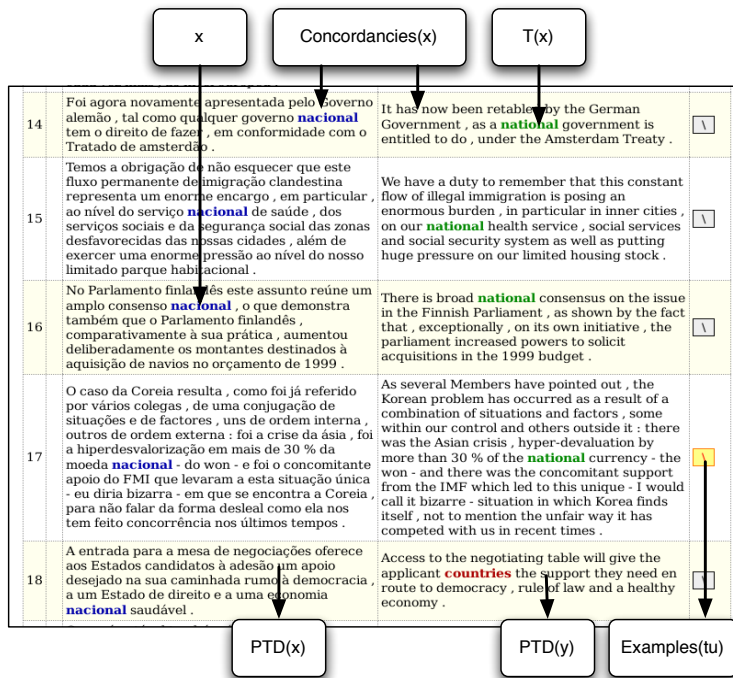 x
Concordancies(x)
T(x)
14
Foi agora novamente apresentada pelo Governo
alemão , tal como qualquer governo nacional
tem o direito de fazer , em conformidade com o
Tratado de amsterdão .
It has now been retabled by the German
Government , as a national government is
entitled to do , under the Amsterdam Treaty .
\
15
Temos a obrigação de não esquecer que este
fluxo permanente de imigração clandestina
representa um enorme encargo , em particular ,
ao nível do serviço nacional de saúde , dos
serviços sociais e da segurança social das zonas
desfavorecidas das nossas cidades , além de
exercer uma enorme pressão ao nível do nosso
limitado parque habitacional .
We have a duty to remember that this constant
flow of illegal immigration is posing an
enormous burden , in particular in inner cities ,
on our national health service , social services
and social security system as well as putting
huge pressure on our limited housing stock .
\
16
No Parlamento finlandês este assunto reúne um
amplo consenso nacional , o que demonstra
também que o Parlamento finlandês ,
comparativamente à sua prática , aumentou
deliberadamente os montantes destinados à
aquisição de navios no orçamento de 1999 .
There is broad national consensus on the issue
in the Finnish Parliament , as shown by the fact
that , exceptionally , on its own initiative , the
parliament increased powers to solicit
acquisitions in the 1999 budget .
\
17
O caso da Coreia resulta , como foi já referido
por vários colegas , de uma conjugação de
situações e de factores , uns de ordem interna ,
outros de ordem externa : foi a crise da ásia , foi
a hiperdesvalorização em mais de 30 % da
moeda nacional - do won - e foi o concomitante
apoio do FMI que levaram a esta situação única
- eu diria bizarra - em que se encontra a Coreia ,
para não falar da forma desleal como ela nos
tem feito concorrência nos últimos tempos .
As several Members have pointed out , the
Korean problem has occurred as a result of a
combination of situations and factors , some
within our control and others outside it : there
was the Asian crisis , hyper-devaluation by
more than 30 % of the national currency - the
won - and there was the concomitant support
from the IMF which led to this unique - I would
call it bizarre - situation in which Korea finds
itself , not to mention the unfair way it has
competed with us in recent times .
\
18
A entrada para a mesa de negociações oferece
aos Estados candidatos à adesão um apoio
desejado na sua caminhada rumo à democracia ,
a um Estado de direito e a uma economia
nacional saudável .
Access to the negotiating table will give the
applicant countries the support they need en
route to democracy , rule of law and a healthy
economy .
\
PTD(x)
PTD(y)
Examples(tu)